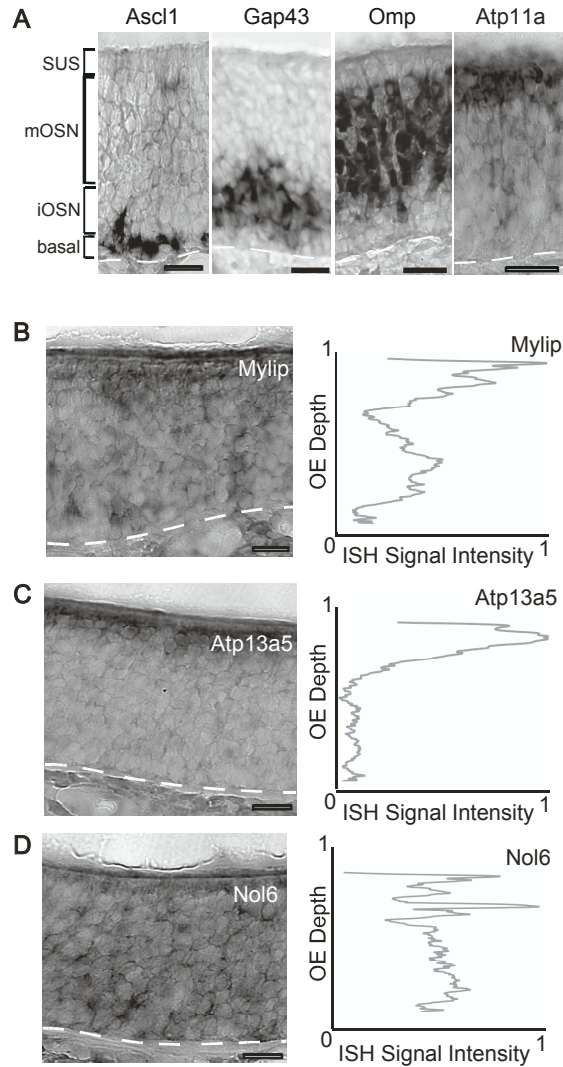 A
Ascl1 Gap43 Omp Atp11a
SUS
mOSN
iOSN
basal
B
Mylip
1
Mylip
OE Depth
0 ISH Signal Intensity 1
C
Atp13a5
1
Atp13a5
OE Depth
0 ISH Signal Intensity 1
D
Nol6
1
Nol6
OE Depth
0 ISH Signal Intensity 1